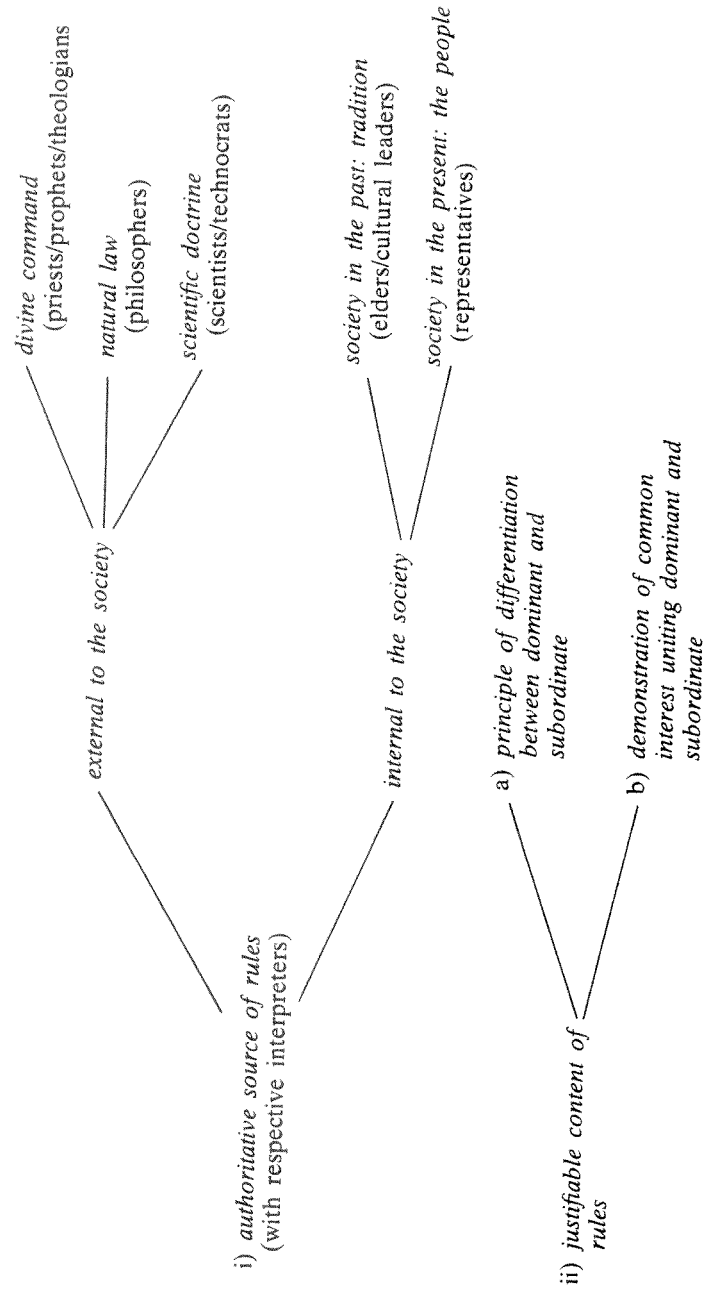 divine command
(priests/prophets/theologians
natural law
(philosophers)
scientific doctrine
(scientists/technocrats)
external to the society
i) authoritative source of rules
(with respective interpreters)
internal to the society
society in the past: tradition
(elders/cultural leaders)
society in the present: the people
(representatives)
ii) justifiable content of
rules
a) principle of differentiation
between dominant and
subordinate
b) demonstration of common
interest uniting dominant and
subordinate